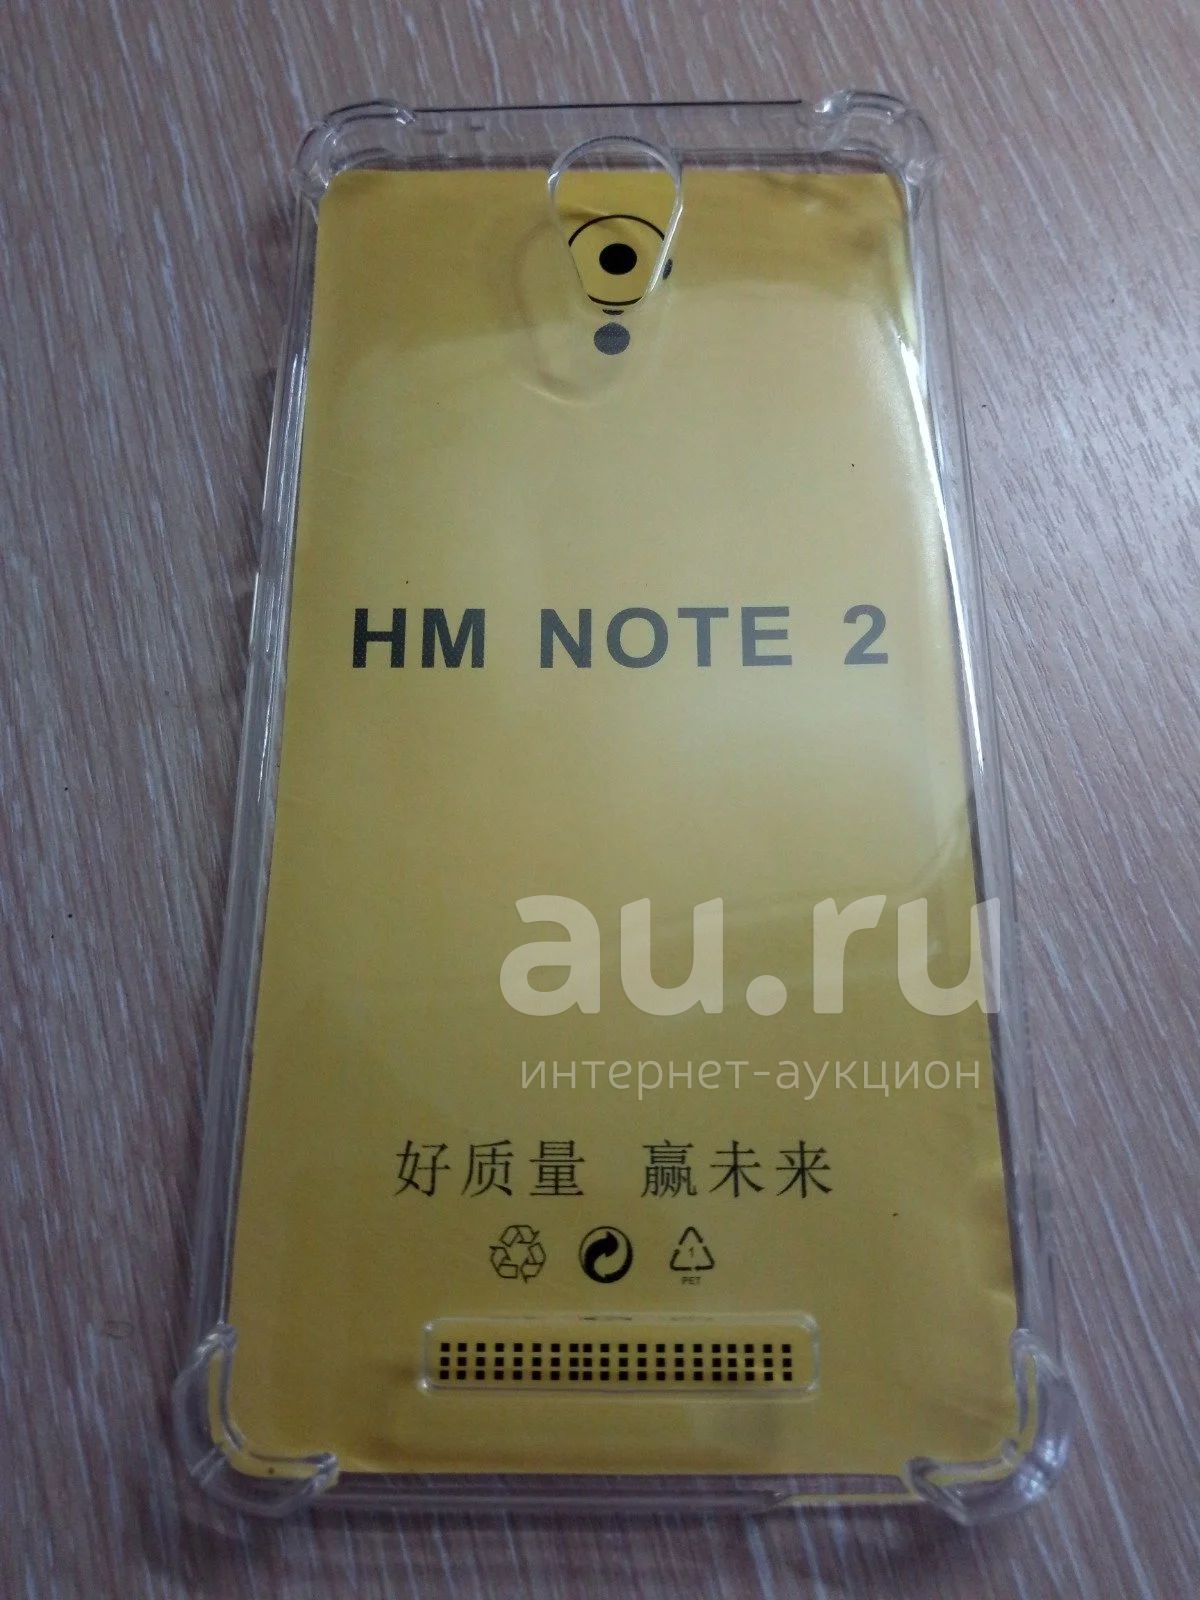 HM NOTE 2
au.ru
интернет-аукцион
好质量 赢未来
1
PET